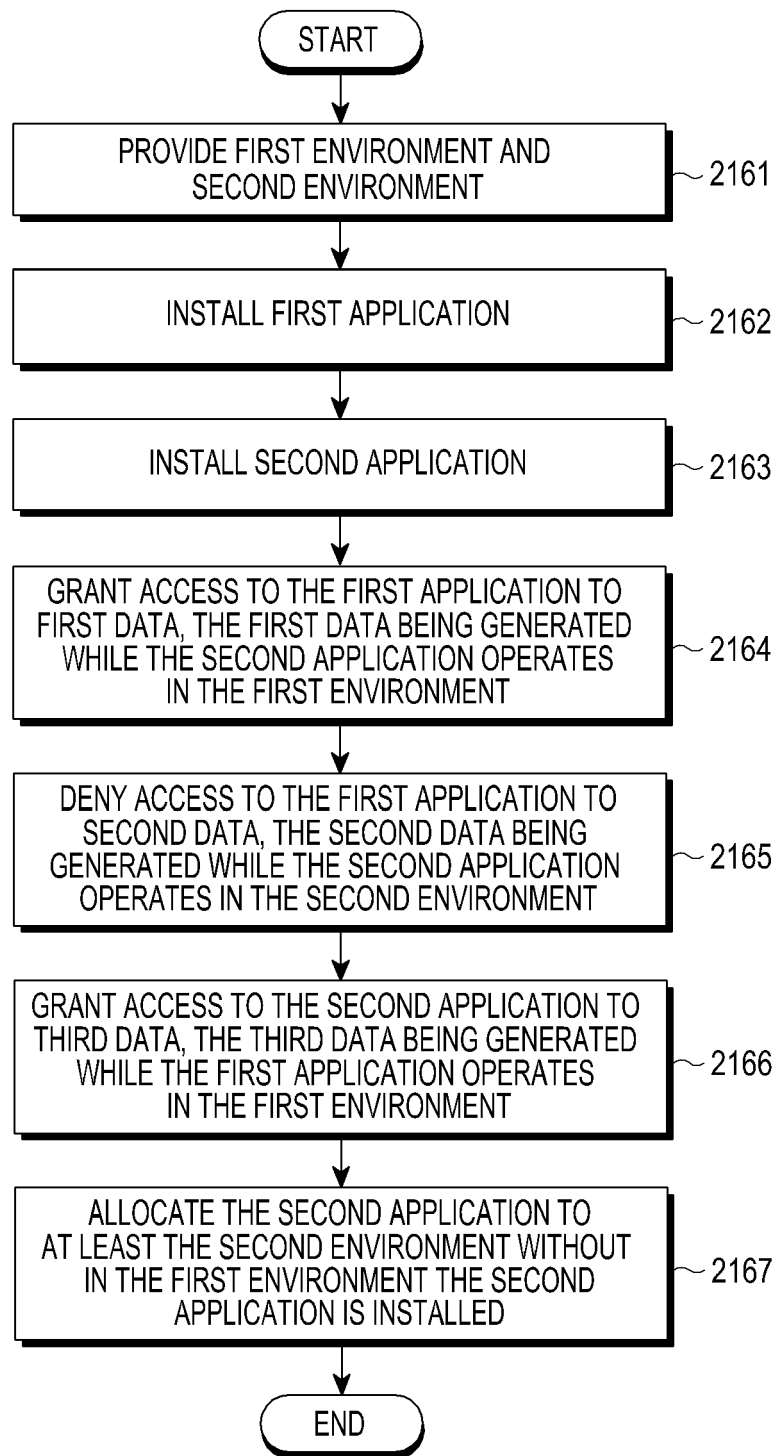 START
PROVIDE FIRST ENVIRONMENT AND
SECOND ENVIRONMENT
2161
INSTALL FIRST APPLICATION
2162
INSTALL SECOND APPLICATION
2163
GRANT ACCESS TO THE FIRST APPLICATION TO
FIRST DATA, THE FIRST DATA BEING GENERATED
WHILE THE SECOND APPLICATION OPERATES
IN THE FIRST ENVIRONMENT
2164
DENY ACCESS TO THE FIRST APPLICATION TO
SECOND DATA, THE SECOND DATA BEING
GENERATED WHILE THE SECOND APPLICATION
OPERATES IN THE SECOND ENVIRONMENT
2165
GRANT ACCESS TO THE SECOND APPLICATION TO
THIRD DATA, THE THIRD DATA BEING GENERATED
WHILE THE FIRST APPLICATION OPERATES
IN THE FIRST ENVIRONMENT
2166
ALLOCATE THE SECOND APPLICATION TO
AT LEAST THE SECOND ENVIRONMENT WITHOUT
IN THE FIRST ENVIRONMENT THE SECOND
APPLICATION IS INSTALLED
2167
END